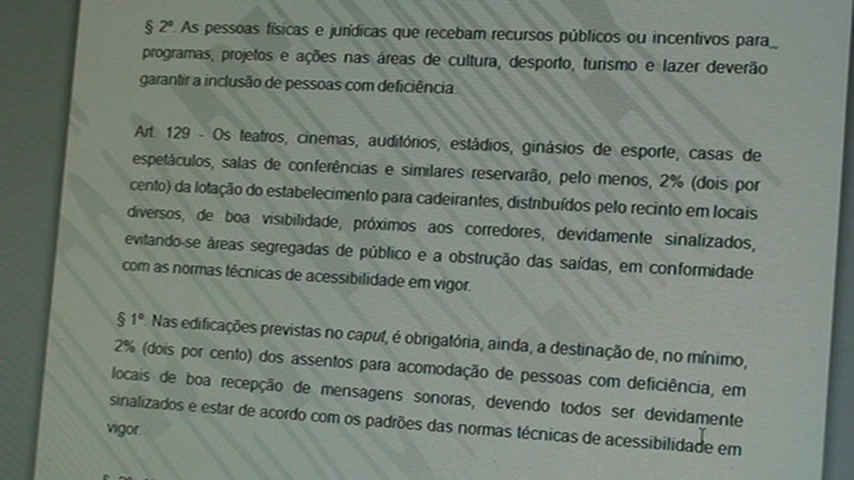 § 2º. As pessoas físicas e jurídicas que recebam recursos públicos ou incentivos para
programas, projetos e ações nas áreas de cultura, desporto, turismo e lazer deverão
garantir a inclusão de pessoas com deficiência.
Art. 129 - Os teatros, cinemas, auditórios, estádios, ginásios de esporte, casas de
espetáculos, salas de conferências e similares reservarão, pelo menos, 2% (dois por
cento) da lotação do estabelecimento para cadeirantes, distribuídos pelo recinto em locais
diversos, de boa visibilidade, próximos aos corredores, devidamente sinalizados,
evitando-se áreas segregadas de público e a obstrução das saídas, em conformidade
com as normas técnicas de acessibilidade em vigor.
§ 1º. Nas edificações previstas no caput, é obrigatória, ainda, a destinação de, no mínimo,
2% (dois por cento) dos assentos para acomodação de pessoas com deficiência, em
locais de boa recepção de mensagens sonoras, devendo todos ser devidamente
sinalizados e estar de acordo com os padrões das normas técnicas de acessibilidade em
vigor.